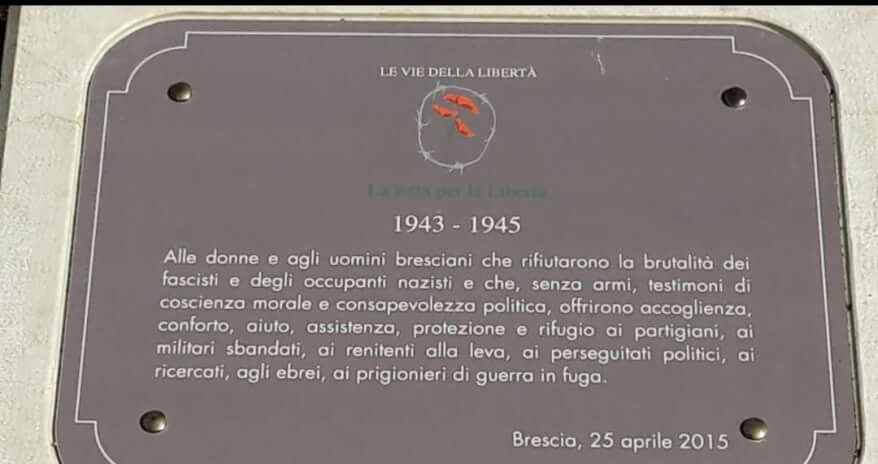 LE VIE DELLA LIBERTÀ
La lotta per la Libertà
1943 - 1945
Alle donne e agli uomini bresciani che rifiutarono la brutalità dei
fascisti e degli occupanti nazisti e che, senza armi, testimoni di
coscienza morale e consapevolezza politica, offrirono accoglienza,
conforto, aiuto, assistenza, protezione e rifugio ai partigiani, ai
militari sbandati, ai renitenti alla leva, ai perseguitati politici, ai
ricercati, agli ebrei, ai prigionieri di guerra in fuga.
Brescia, 25 aprile 2015